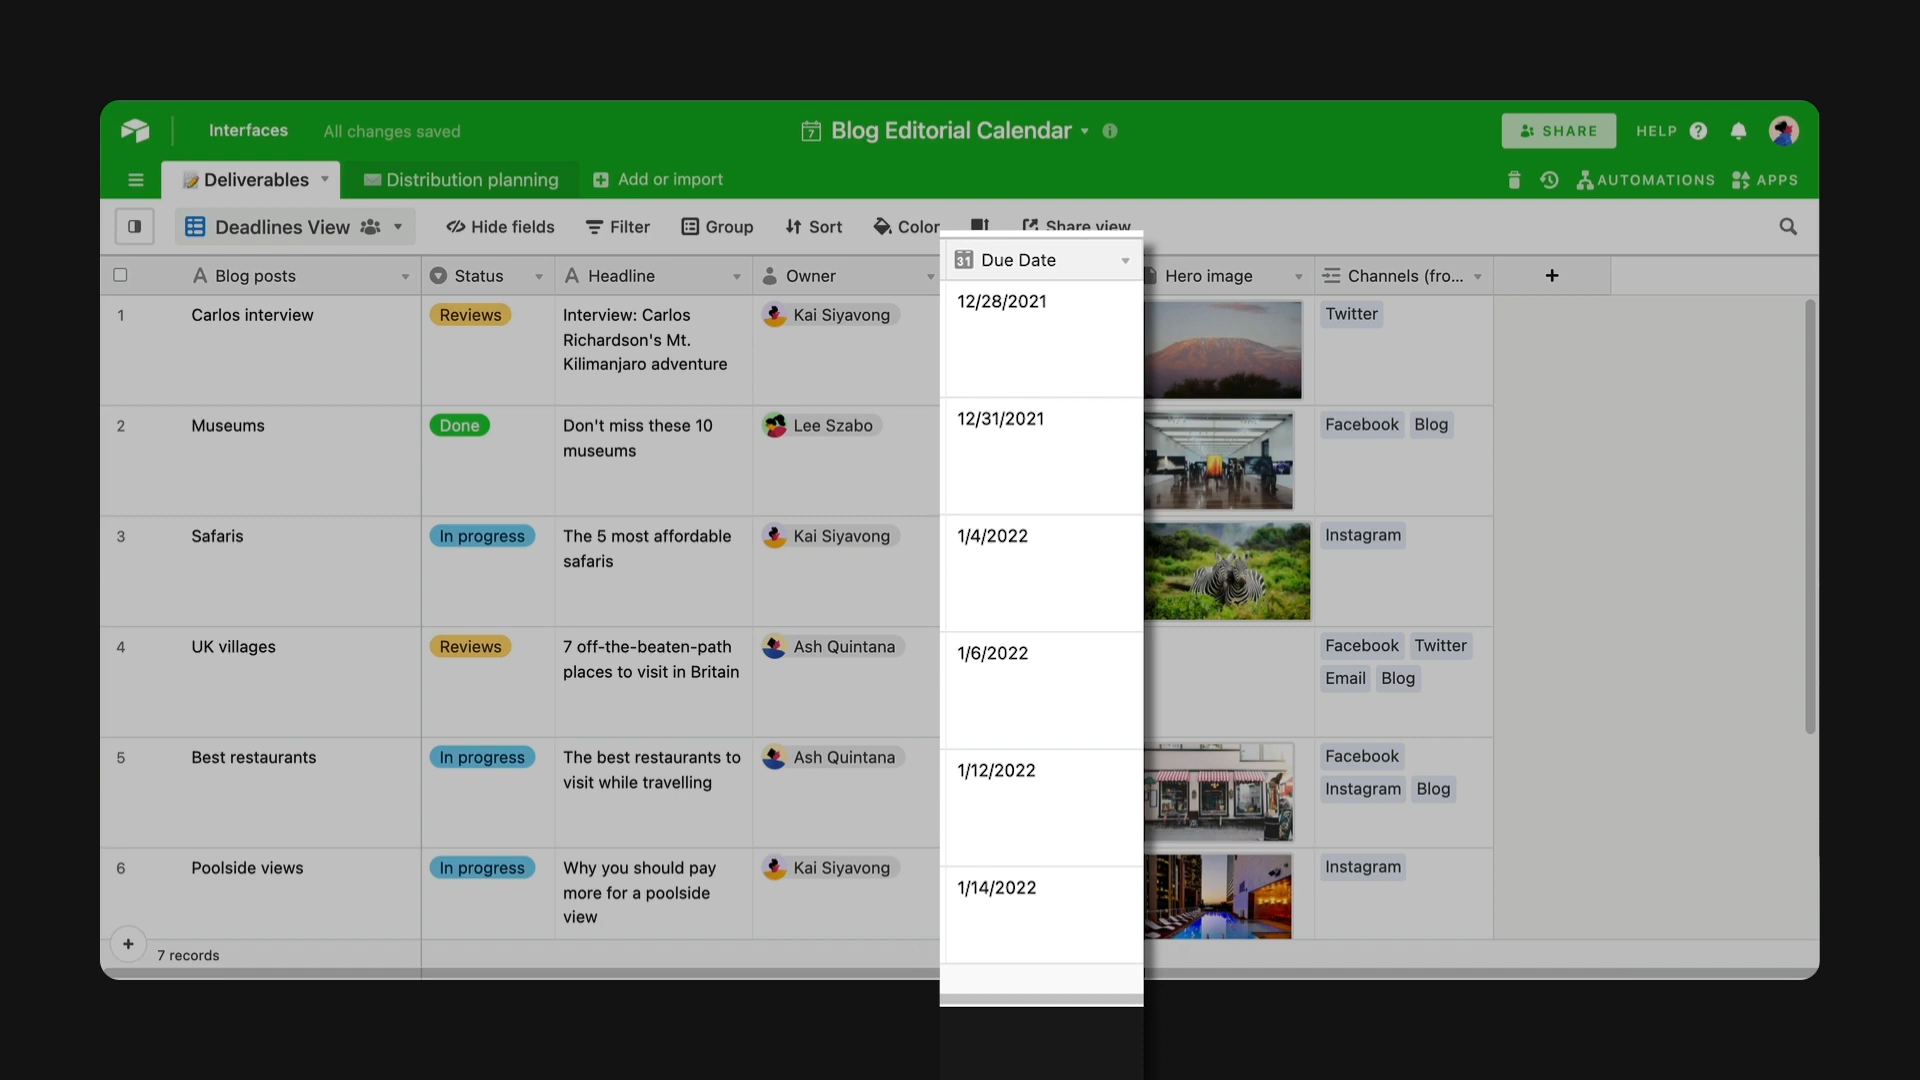 Interfaces All changes saved 7 Blog Editorial Calendar SHARE HELP ?
Deliverables Distribution planning Add or import AUTOMATIONS APPS
Deadlines View Hide fields Filter Group Sort Color Share view
A Blog posts Status A Headline Owner 31 Due Date Hero image Channels (fro...
1 Carlos interview Reviews Interview: Carlos Kai Siyavong 12/28/2021 Twitter
Richardson's Mt.
Kilimanjaro adventure
2 Museums Done Don't miss these 10 Lee Szabo 12/31/2021 Facebook Blog
museums
3 Safaris In progress The 5 most affordable Kai Siyavong 1/4/2022 Instagram
safaris
4 UK villages Reviews 7 off-the-beaten-path Ash Quintana 1/6/2022 Facebook Twitter
places to visit in Britain Email Blog
5 Best restaurants In progress The best restaurants to Ash Quintana 1/12/2022 Facebook
visit while travelling Instagram Blog
6 Poolside views In progress Why you should pay Kai Siyavong 1/14/2022 Instagram
more for a poolside
view
+ 7 records